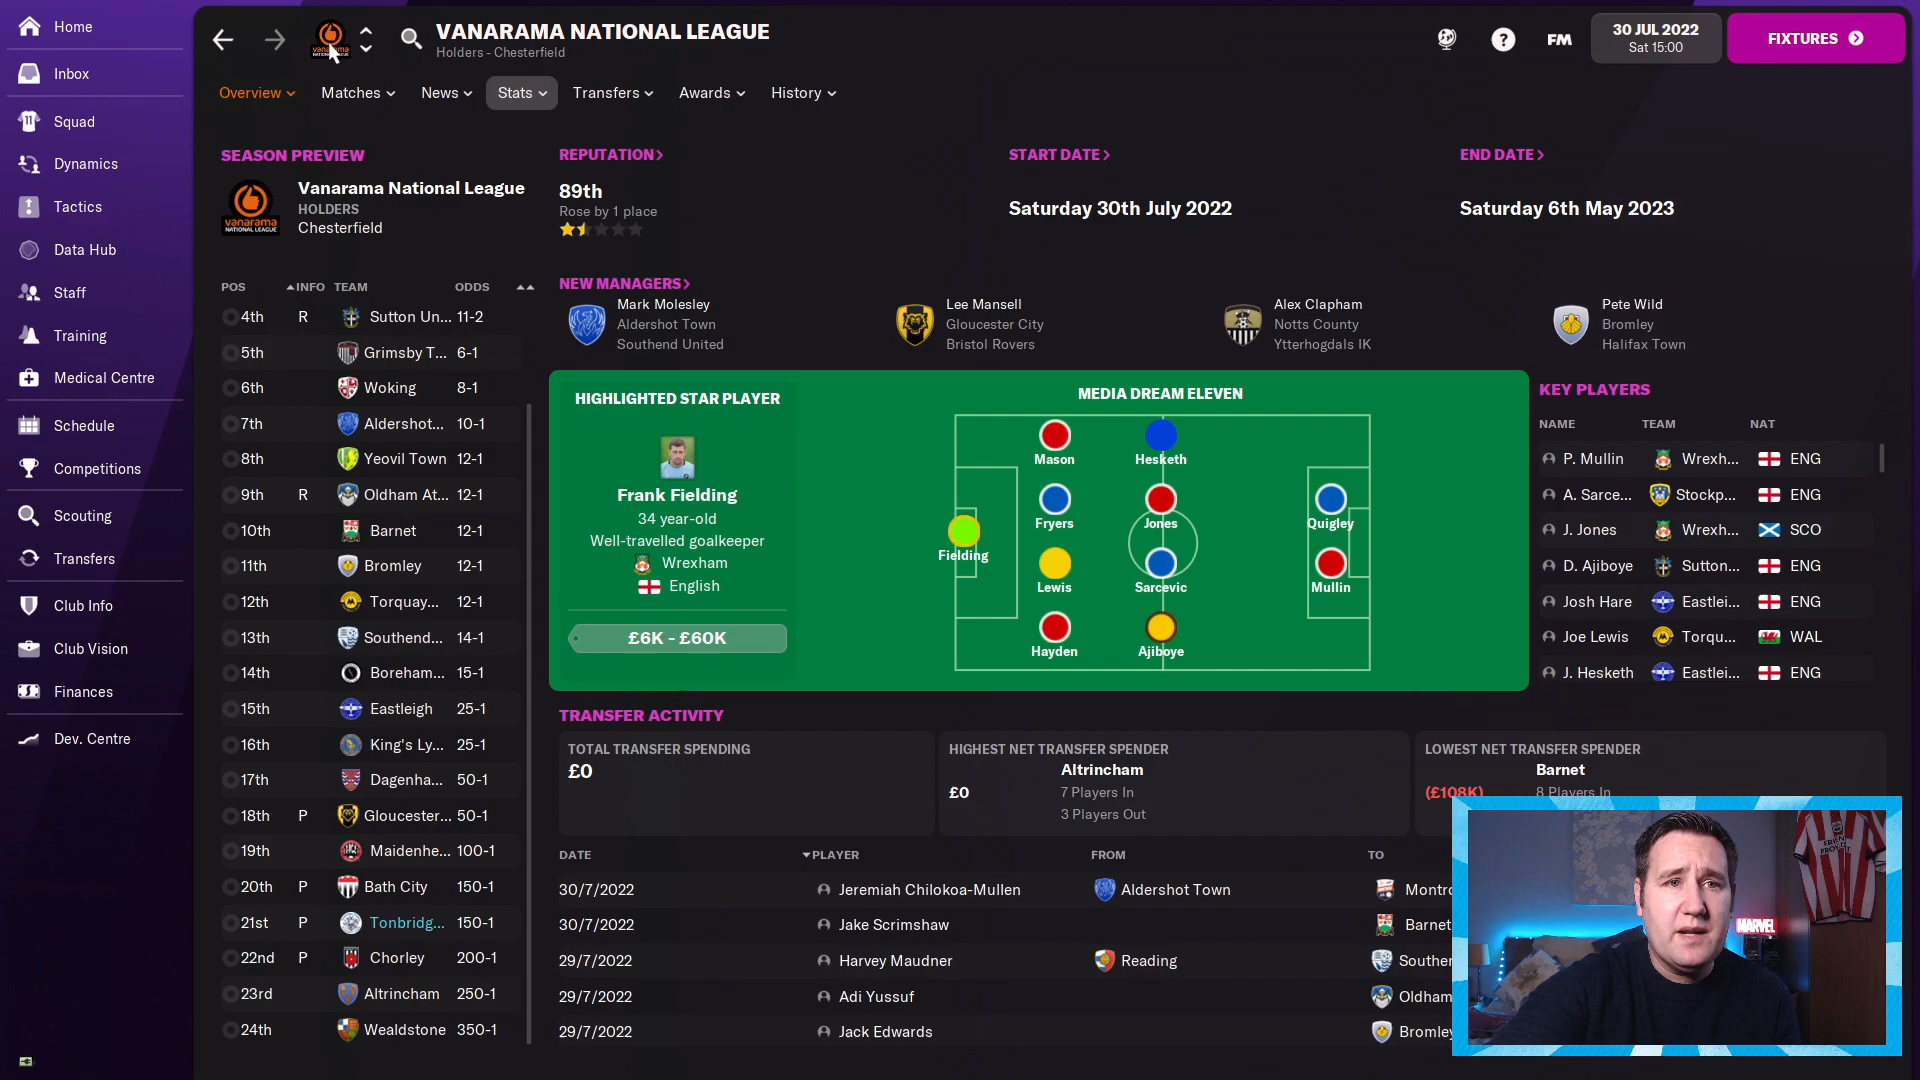 Home
Inbox
Squad
Dynamics
Tactics
Data Hub
Staff
Training
Medical Centre
Schedule
Competitions
Scouting
Transfers
Club Info
Club Vision
Finances
Dev. Centre
VANARAMA NATIONAL LEAGUE
Holders - Chesterfield
FM
30 JUL 2022
Sat 15:00
FIXTURES
Overview Matches News Stats Transfers Awards History
SEASON PREVIEW
vanarama
NATIONAL LEAGUE
Vanarama National League
HOLDERS
Chesterfield
REPUTATION>
89th
Rose by 1 place
START DATE>
Saturday 30th July 2022
END DATE>
Saturday 6th May 2023
POS INFO TEAM ODDS
4th R Sutton Un... 11-2
5th Grimsby T... 6-1
6th Woking 8-1
7th Aldershot... 10-1
8th Yeovil Town 12-1
9th R Oldham At... 12-1
10th Barnet 12-1
11th Bromley 12-1
12th Torquay... 12-1
13th Southend... 14-1
14th Boreham... 15-1
15th Eastleigh 25-1
16th King's Ly... 25-1
17th Dagenha... 50-1
18th P Gloucester... 50-1
19th Maidenhe... 100-1
20th P Bath City 150-1
21st P Tonbridg... 150-1
22nd P Chorley 200-1
23rd Altrincham 250-1
24th Wealdstone 350-1
NEW MANAGERS>
Mark Molesley
Aldershot Town
Southend United
Lee Mansell
Gloucester City
Bristol Rovers
Alex Clapham
Notts County
Ytterhogdals IK
Pete Wild
Bromley
Halifax Town
HIGHLIGHTED STAR PLAYER
Frank Fielding
34 year-old
Well-travelled goalkeeper
Wrexham
English
£6K - £60K
MEDIA DREAM ELEVEN
Mason Hesketh
Fryers Jones Quigley
Fielding
Lewis Sarcevic Mullin
Hayden Ajiboye
KEY PLAYERS
NAME TEAM NAT
P. Mullin Wrexh... ENG
A. Sarce... Stockp... ENG
J. Jones Wrexh... SCO
D. Ajiboye Sutton... ENG
Josh Hare Eastlei... ENG
Joe Lewis Torqu... WAL
J. Hesketh Eastlei... ENG
TRANSFER ACTIVITY
TOTAL TRANSFER SPENDING
£0
HIGHEST NET TRANSFER SPENDER
Altrincham
£0 7 Players In
3 Players Out
LOWEST NET TRANSFER SPENDER
Barnet
(£108K) 8 Players In
DATE PLAYER FROM TO
30/7/2022 Jeremiah Chilokoa-Mullen Aldershot Town Montro
30/7/2022 Jake Scrimshaw Barnet
29/7/2022 Harvey Maudner Reading Souther
29/7/2022 Adi Yussuf Oldham
29/7/2022 Jack Edwards Bromley
MARVEL